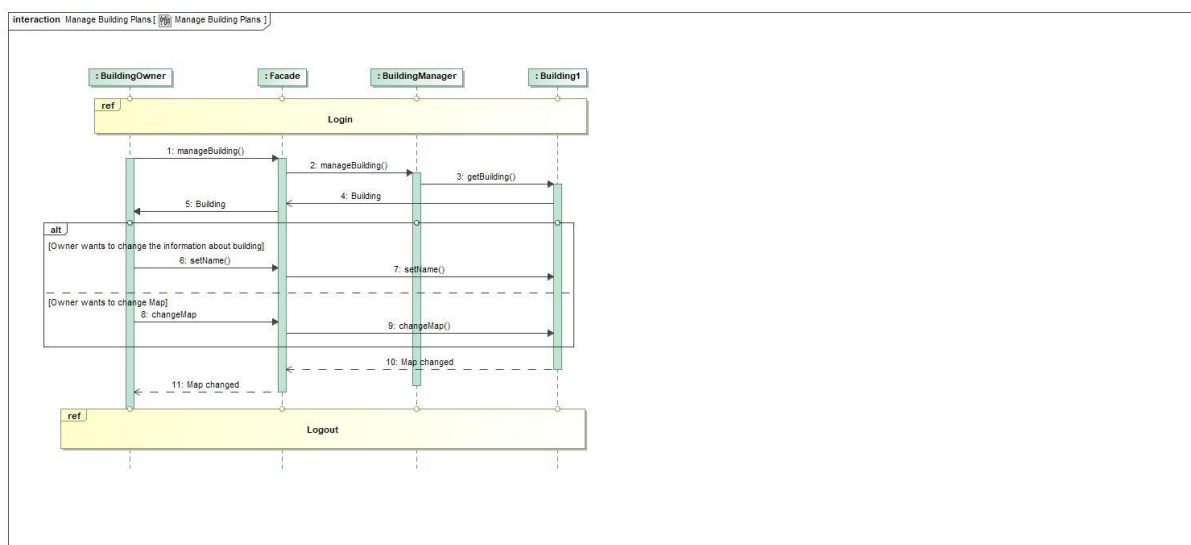 interaction Manage Building Plans [ Manage Building Plans ]
: BuildingOwner
: Facade
: BuildingManager
: Building1
ref
Login
1: manageBuilding()
2: manageBuilding()
3: getBuilding()
4: Building
5: Building
alt
[Owner wants to change the information about building]
6: setName()
7: setName()
[Owner wants to change Map]
8: changeMap
9: changeMap()
10: Map changed
11: Map changed
ref
Logout